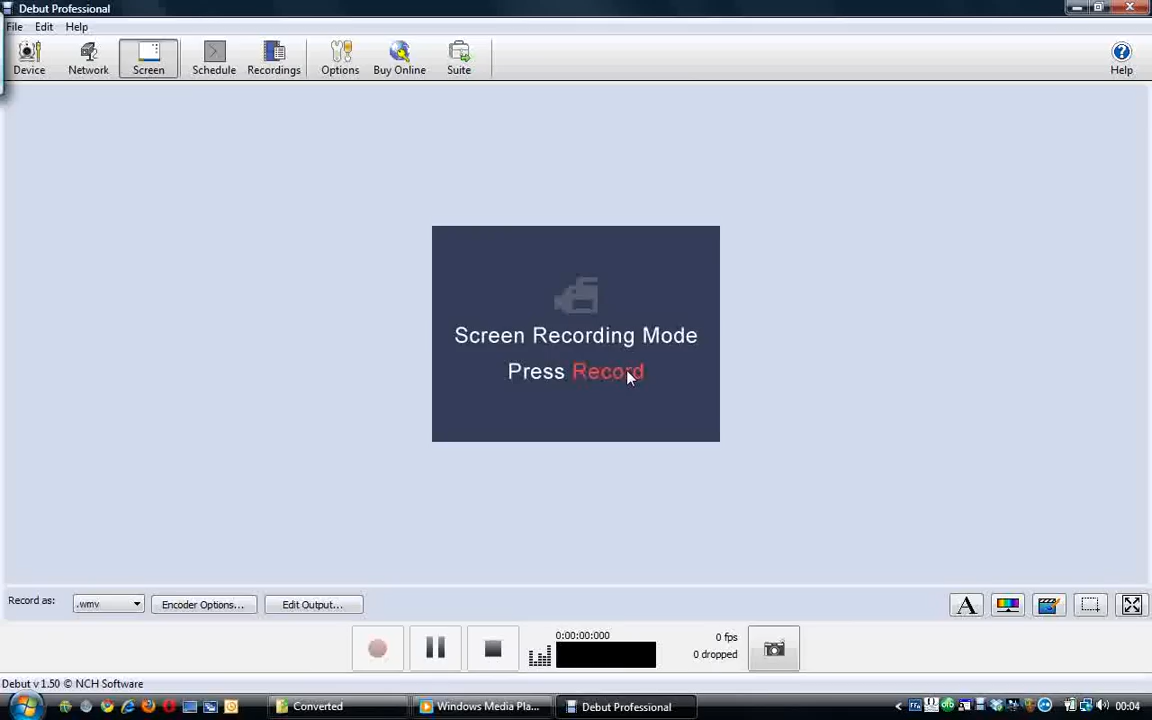 Debut Professional
File Edit Help
Device Network Screen Schedule Recordings Options Buy Online Suite Help
Screen Recording Mode
Press Record
Record as: .wmv Encoder Options... Edit Output... A
0:00:00:000 0 fps
0 dropped
Debut v 1.50 © NCH Software
Converted Windows Media Pla... Debut Professional 00:04